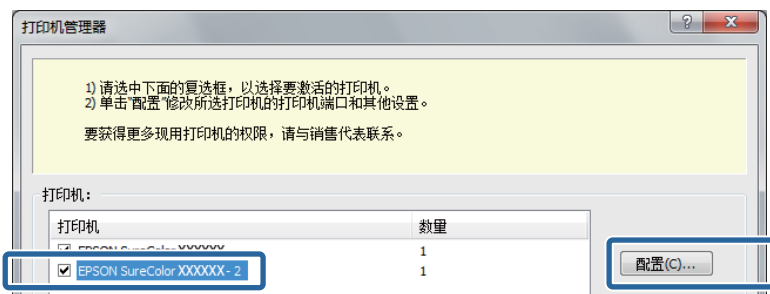 打印机管理器
1) 请选中下面的复选框，以选择要激活的打印机。
2) 单击"配置"修改所选打印机的打印机端口和其他设置。
要获得更多现用打印机的权限，请与销售代表联系。
打印机：
打印机 数量
EPSON SureColor XXXXXX 1
EPSON SureColor XXXXXX - 2 1
配置(C)...